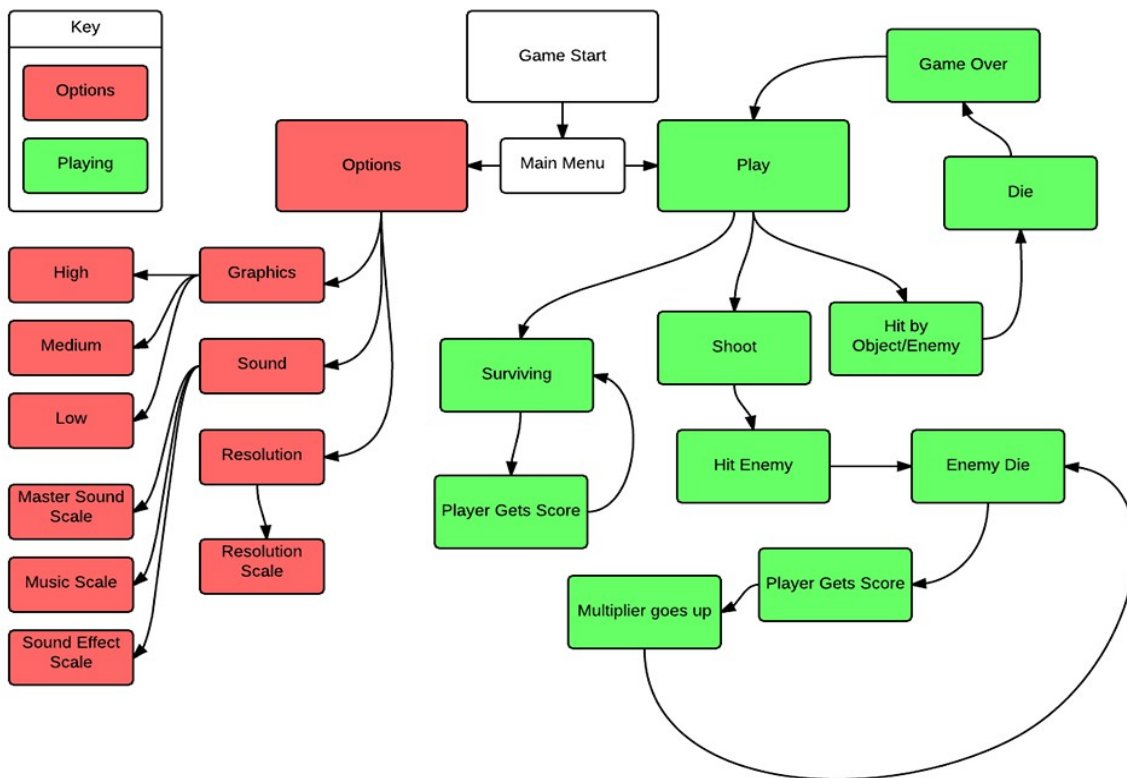 Key
Options
Playing
Game Start
Main Menu
Options
Play
Game Over
Die
High
Medium
Low
Graphics
Sound
Resolution
Master Sound
Scale
Music Scale
Sound Effect
Scale
Resolution
Scale
Surviving
Player Gets Score
Shoot
Hit by
Object/Enemy
Hit Enemy
Enemy Die
Player Gets Score
Multiplier goes up